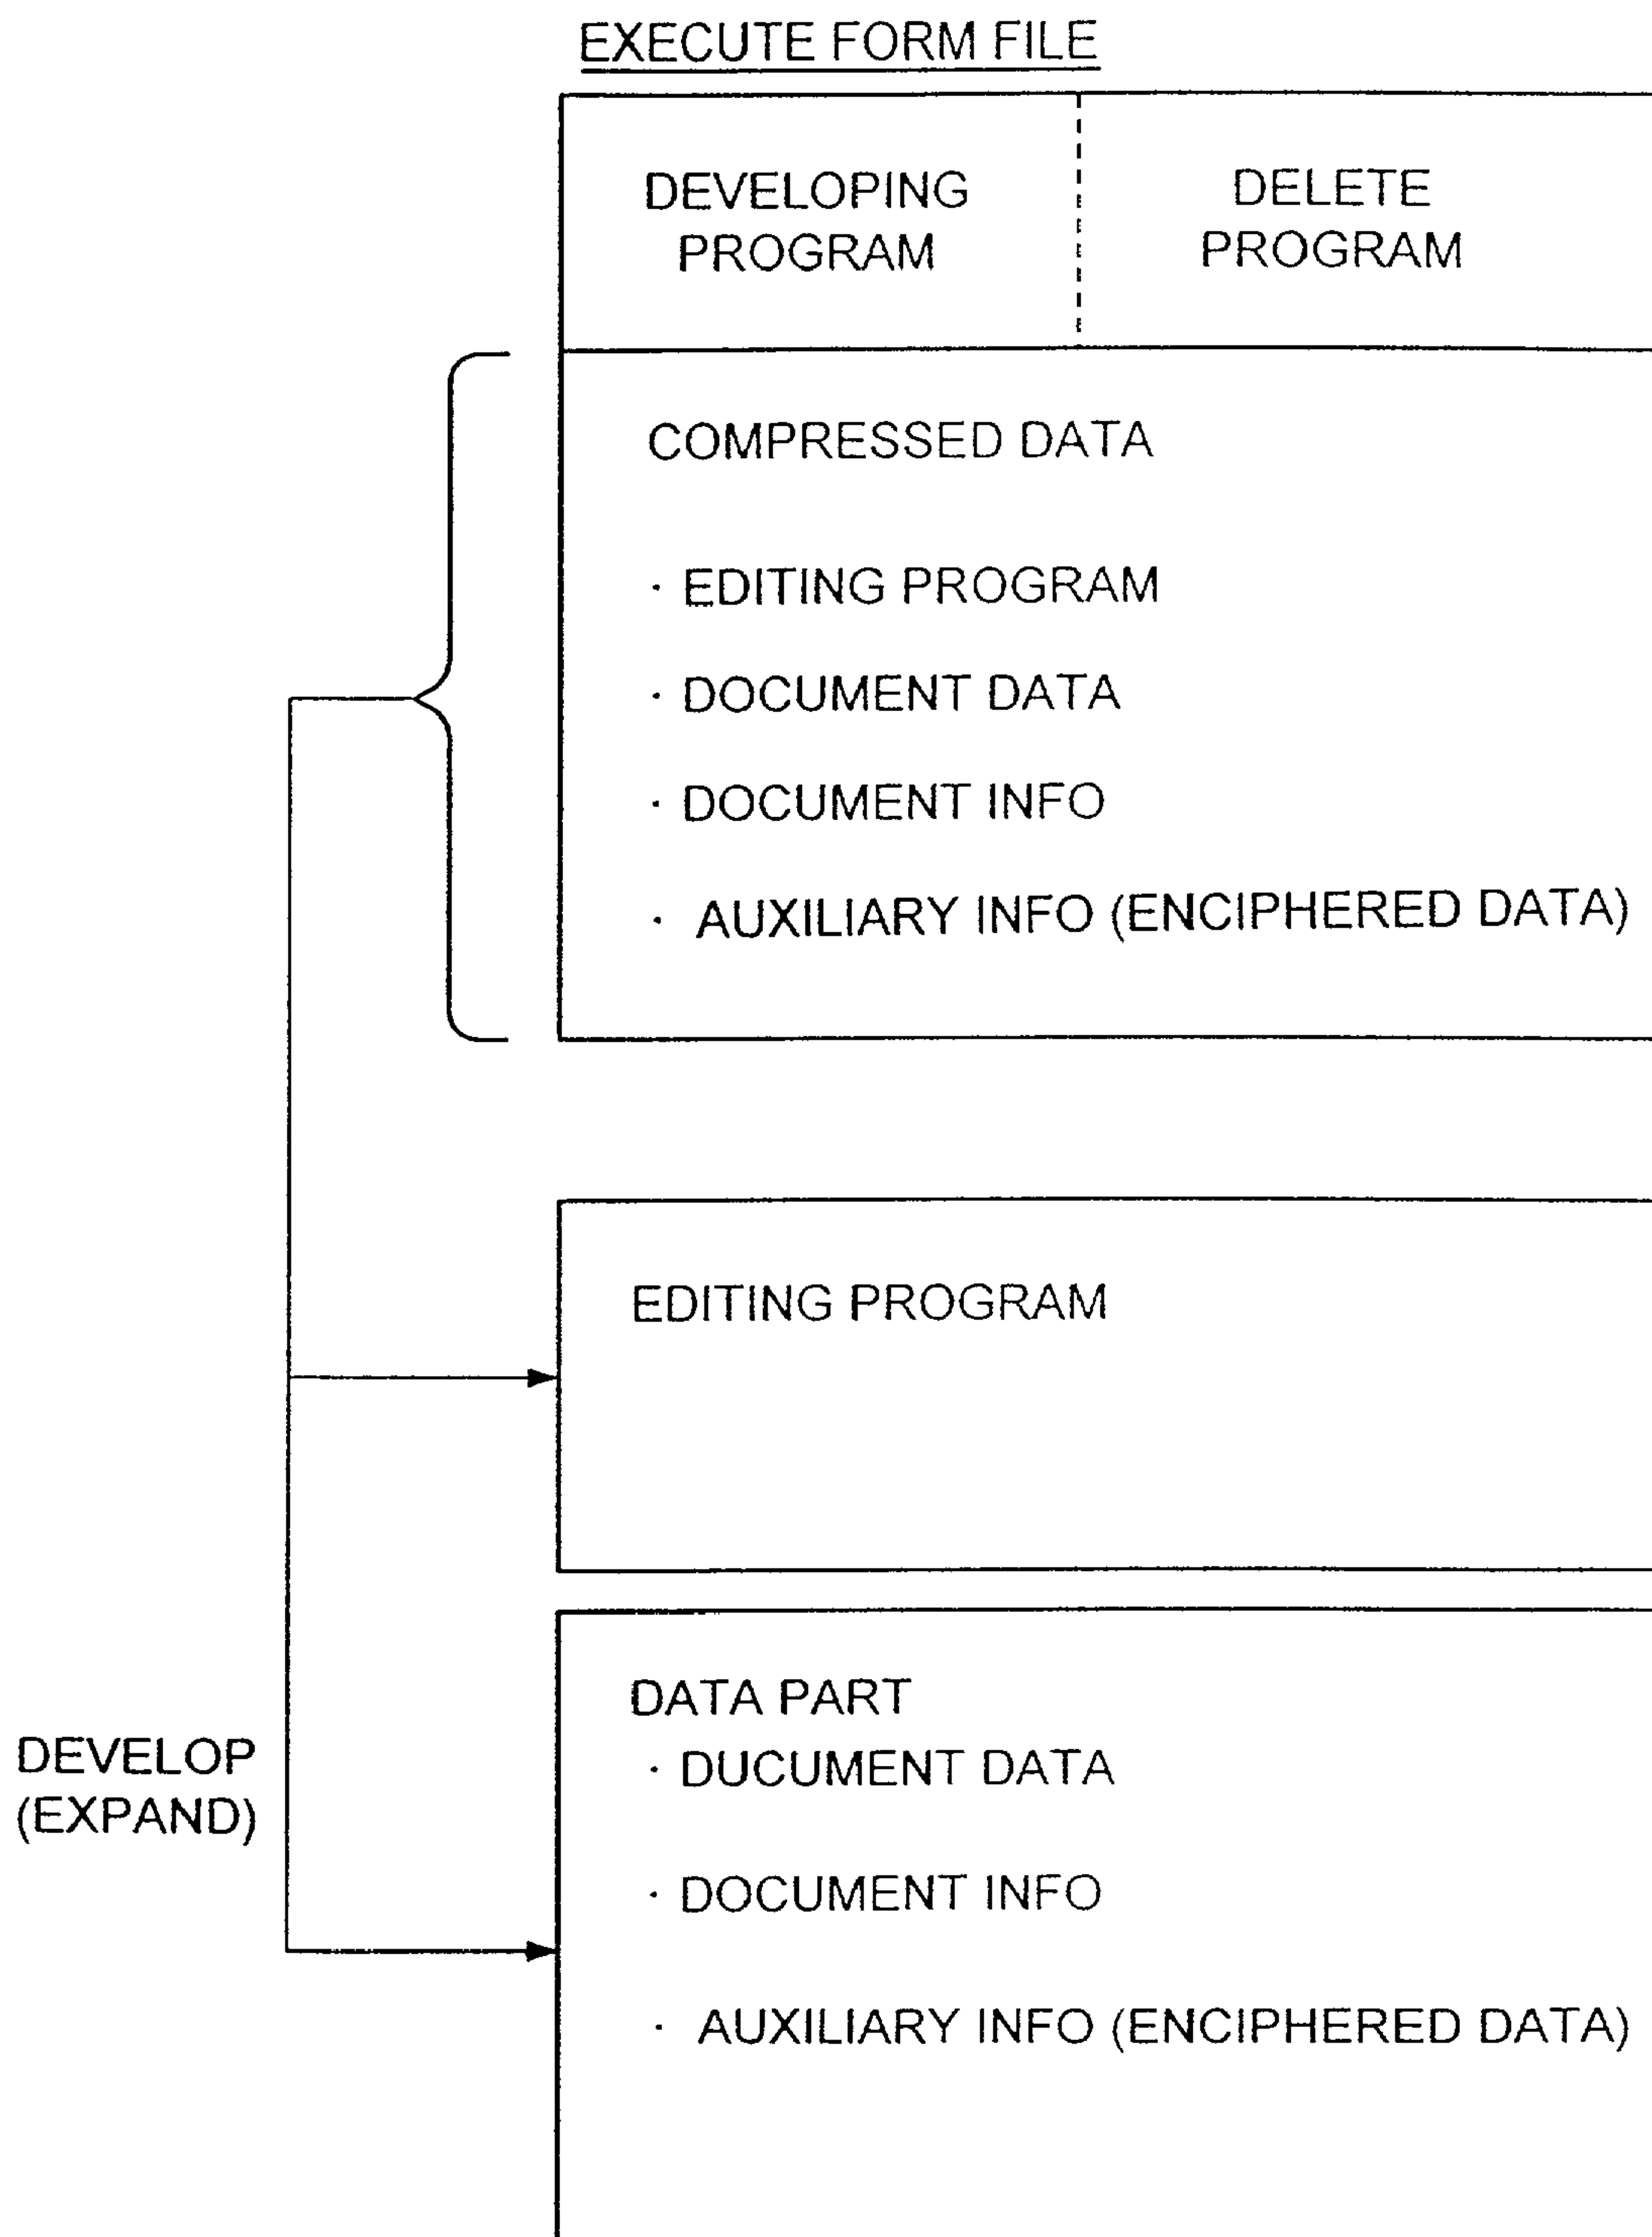 EXECUTE FORM FILE
DEVELOPING PROGRAM
DELETE PROGRAM
COMPRESSED DATA
· EDITING PROGRAM
· DOCUMENT DATA
· DOCUMENT INFO
· AUXILIARY INFO (ENCIPHERED DATA)
EDITING PROGRAM
DATA PART
· DUCUMENT DATA
· DOCUMENT INFO
· AUXILIARY INFO (ENCIPHERED DATA)
DEVELOP
(EXPAND)